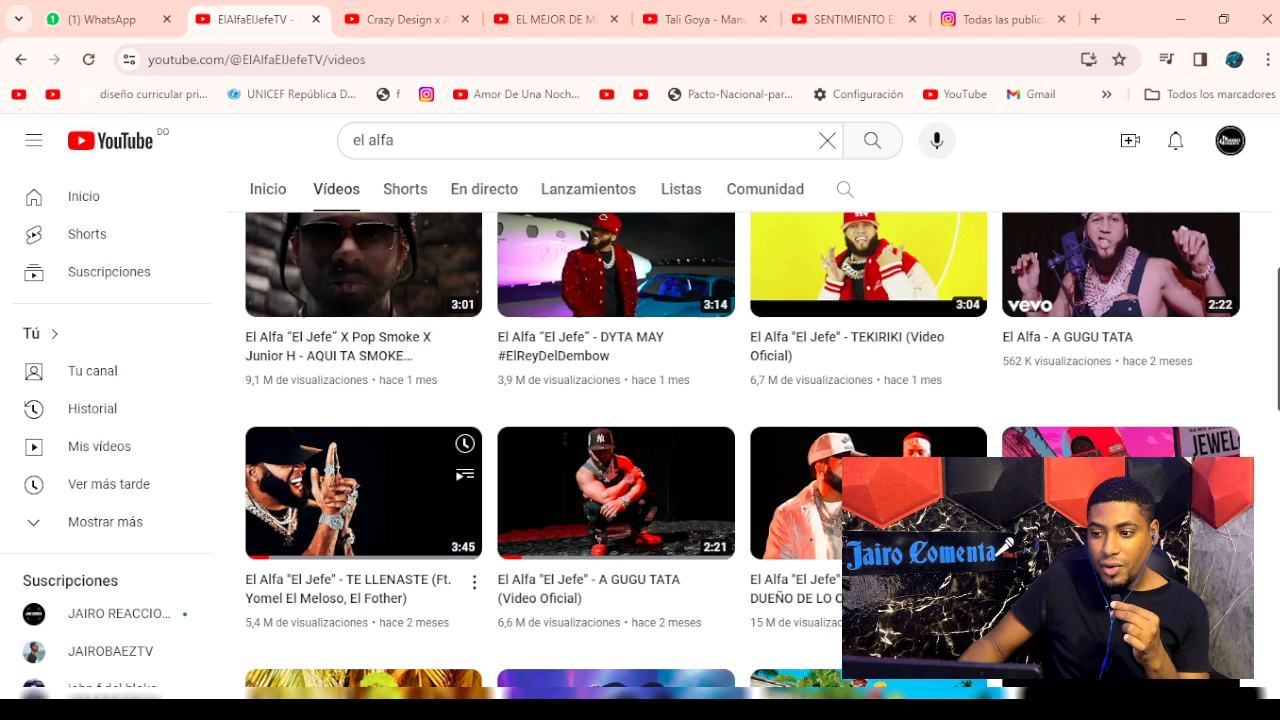 (1) WhatsApp
ElAlfaElJefeTV -
Crazy Design x
EL MEJOR DE M
Tali Goya - Man
SENTIMIENTO E
Todas las publica
youtube.com/@ElAlfaElJefeTV/videos
diseño curricular pri...
UNICEF República D...
f
Amor De Una Noch...
Pacto-Nacional-par...
Configuración
YouTube
Gmail
Todos los marcadores
YouTube DO
el alfa
Inicio
Shorts
Suscripciones
Tú
Tu canal
Historial
Mis vídeos
Ver más tarde
Mostrar más
Suscripciones
JAIRO REACCIO...
JAIROBAEZTV
Inicio Vídeos Shorts En directo Lanzamientos Listas Comunidad
3:01
3:14
3:04
vevo
2:22
El Alfa “El Jefe” X Pop Smoke X
Junior H - AQUI TA SMOKE...
9,1 M de visualizaciones • hace 1 mes
El Alfa “El Jefe” - DYTA MAY
#ElReyDelDembow
3,9 M de visualizaciones • hace 1 mes
El Alfa "El Jefe" - TEKIRIKI (Video
Oficial)
6,7 M de visualizaciones • hace 1 mes
El Alfa - A GUGU TATA
562 K visualizaciones • hace 2 meses
3:45
2:21
JEWEL
El Alfa "El Jefe" - TE LLENASTE (Ft.
Yomel El Meloso, El Fother)
5,4 M de visualizaciones • hace 2 meses
El Alfa "El Jefe" - A GUGU TATA
(Video Oficial)
6,6 M de visualizaciones • hace 2 meses
El Alfa "El Jefe"
DUEÑO DE LO
15 M de visualiza
Jairo Comenta